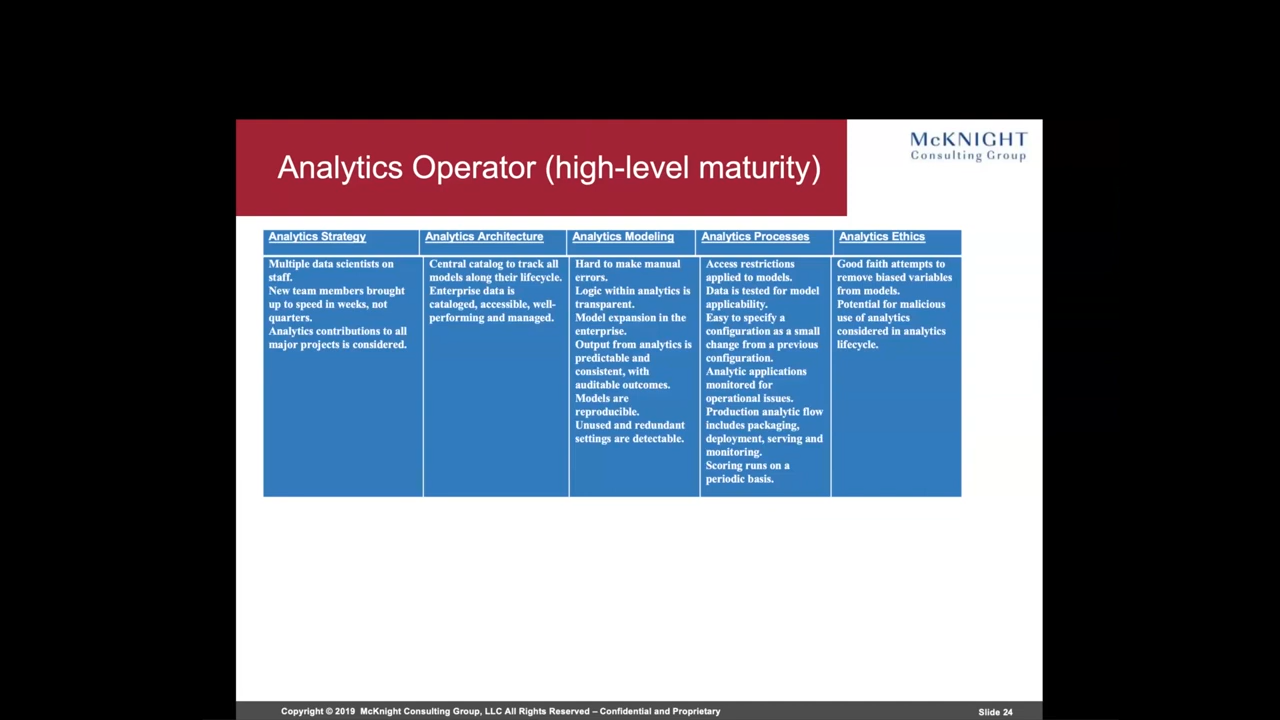 Analytics Operator (high-level maturity)
McKNIGHT
Consulting Group
Analytics Strategy
Analytics Architecture
Analytics Modeling
Analytics Processes
Analytics Ethics
Multiple data scientists on
staff.
New team members brought
up to speed in weeks, not
quarters.
Analytics contributions to all
major projects is considered.
Central catalog to track all
models along their lifecycle.
Enterprise data is
cataloged, accessible, well-
performing and managed.
Hard to make manual
errors.
Logic within analytics is
transparent.
Model expansion in the
enterprise.
Output from analytics is
predictable and
consistent, with
auditable outcomes.
Models are
reproducible.
Unused and redundant
settings are detectable.
Access restrictions
applied to models.
Data is tested for model
applicability.
Easy to specify a
configuration as a small
change from a previous
configuration.
Analytic applications
monitored for
operational issues.
Production analytic flow
includes packaging,
deployment, serving and
monitoring.
Scoring runs on a
periodic basis.
Good faith attempts to
remove biased variables
from models.
Potential for malicious
use of analytics
considered in analytics
lifecycle.
Copyright © 2019 McKnight Consulting Group, LLC All Rights Reserved – Confidential and Proprietary
Slide 24